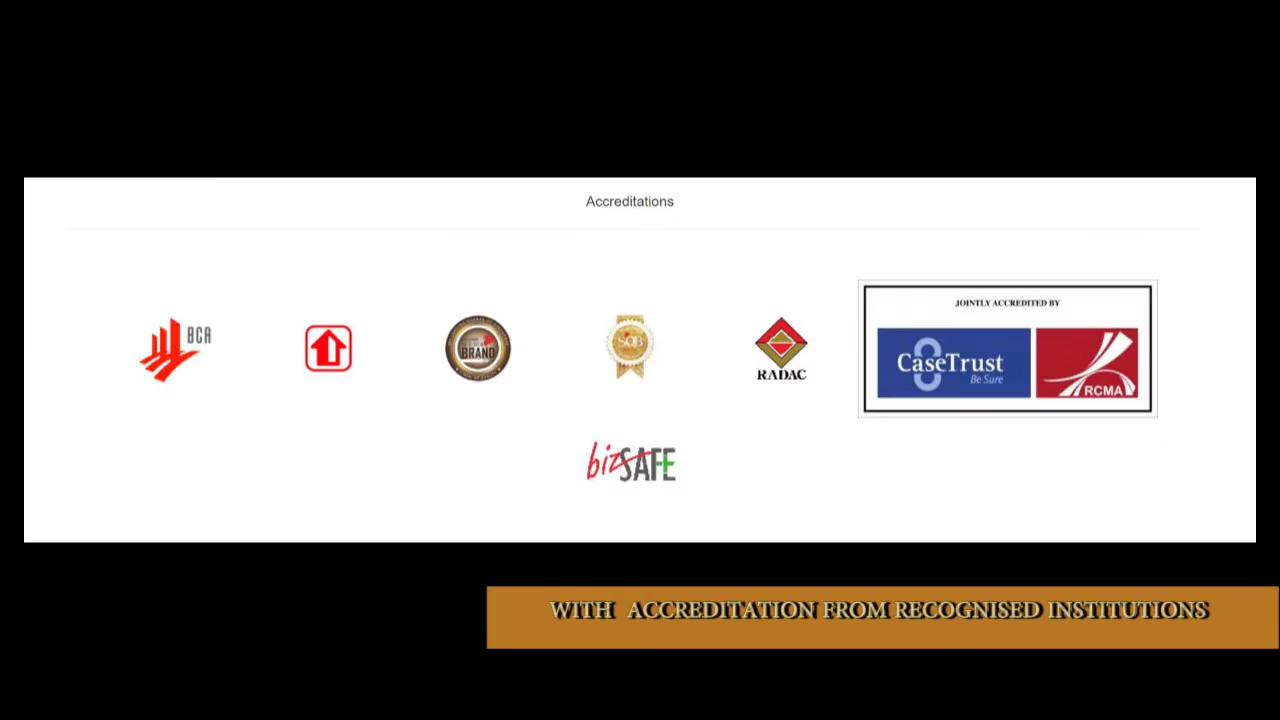 Accreditations
JOINTLY ACCREDITED BY
BCA
BRAND
SQB
RADAC
CaseTrust
Be Sure
RCMA
bizSAFE
WITH ACCREDITATION FROM RECOGNISED INSTITUTIONS